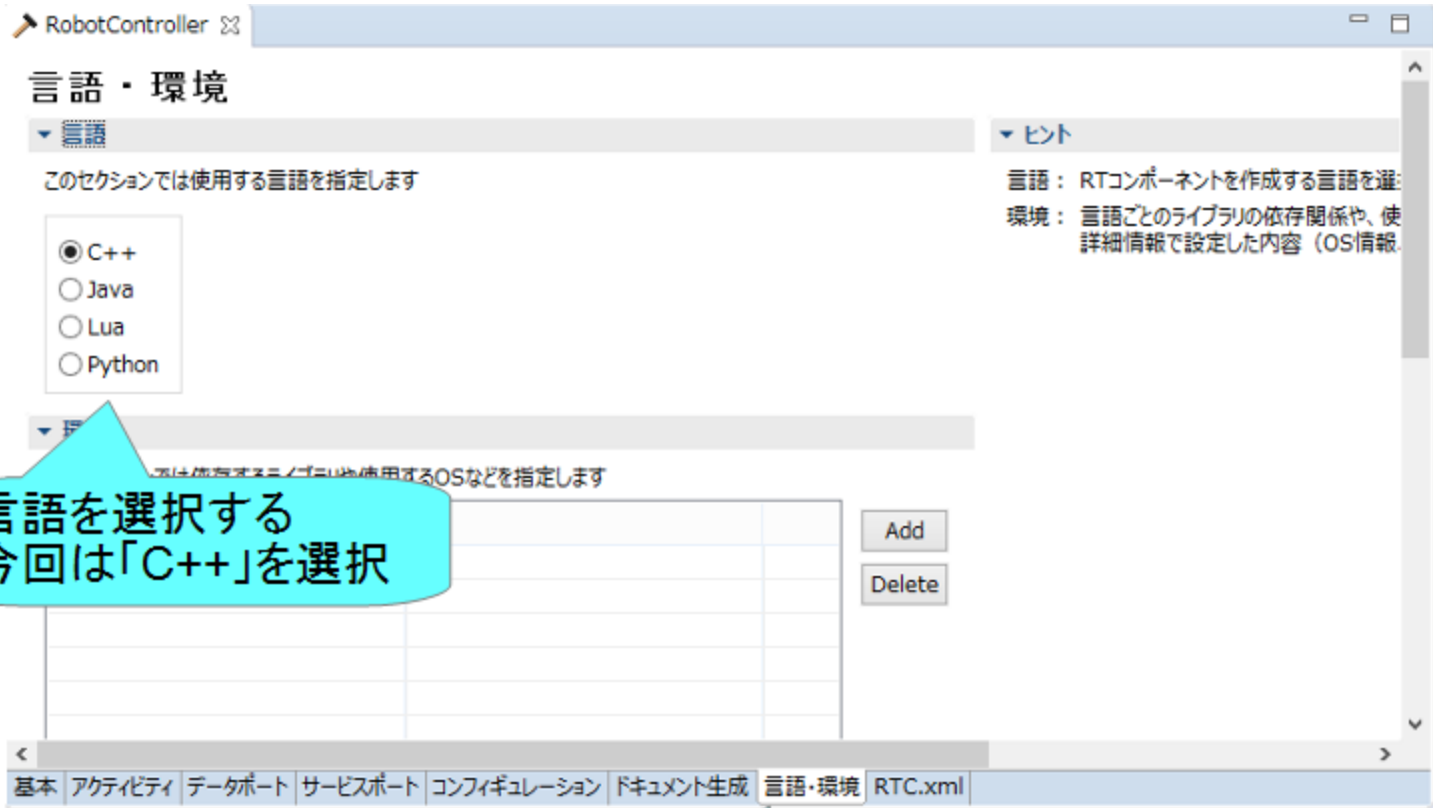 RobotController
言語・環境
言語
このセクションでは使用する言語を指定します
C++
Java
Lua
Python
ヒント
言語： RTコンポーネントを作成する言語を選
環境： 言語ごとのライブラリの依存関係や、使
詳細情報で設定した内容（OS情報
では依存するライブラリや使用するOSなどを指定します
言語を選択する
今回は「C++」を選択
Add
Delete
基本 アクティビティ データポート サービスポート コンフィギュレーション ドキュメント生成 言語・環境 RTC.xml